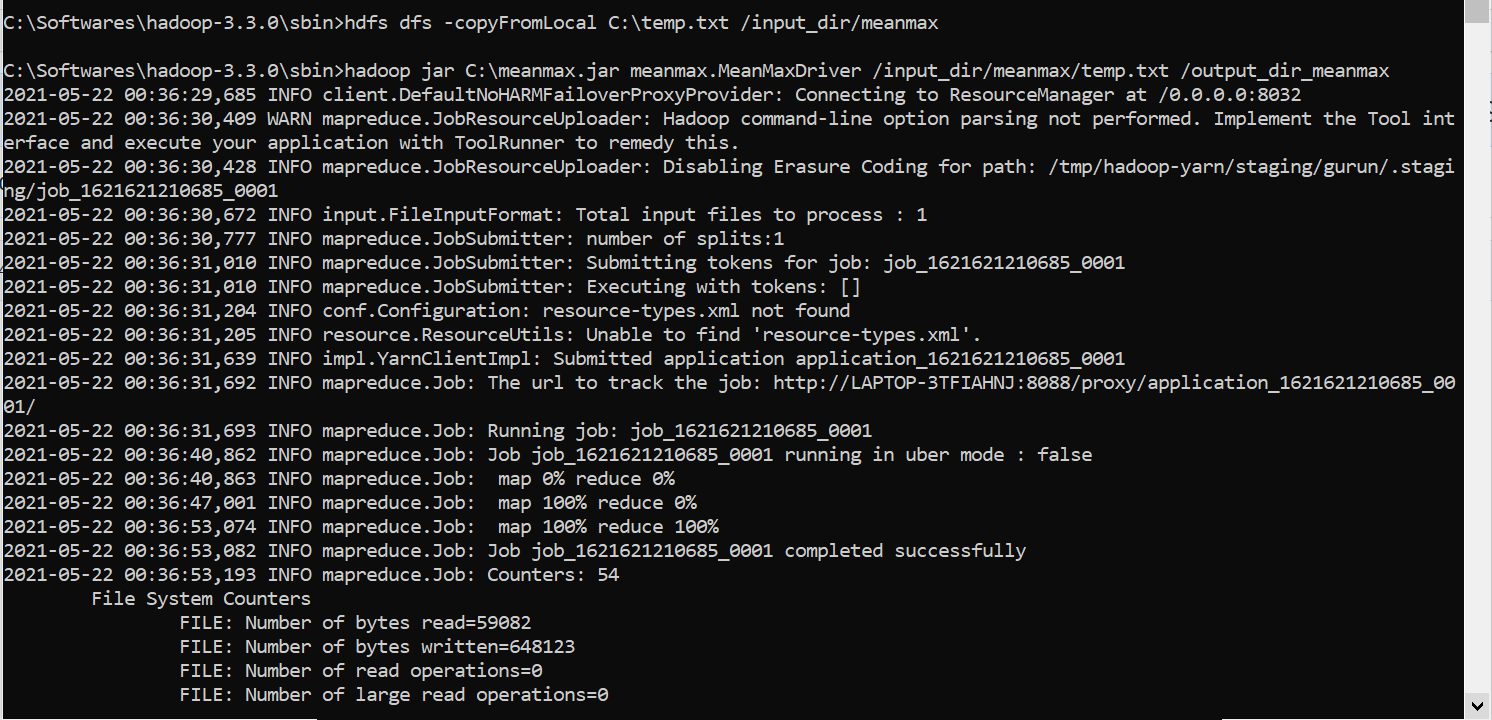 C:\Softwares\hadoop-3.3.0\sbin>hdfs dfs -copyFromLocal C:\temp.txt /input_dir/meanmax
C:\Softwares\hadoop-3.3.0\sbin>hadoop jar C:\meanmax.jar meanmax.MeanMaxDriver /input_dir/meanmax/temp.txt /output_dir_meanmax
2021-05-22 00:36:29,685 INFO client.DefaultNoHARMFailoverProxyProvider: Connecting to ResourceManager at /0.0.0.0:8032
2021-05-22 00:36:30,409 WARN mapreduce.JobResourceUploader: Hadoop command-line option parsing not performed. Implement the Tool int
erface and execute your application with ToolRunner to remedy this.
2021-05-22 00:36:30,428 INFO mapreduce.JobResourceUploader: Disabling Erasure Coding for path: /tmp/hadoop-yarn/staging/gurun/.stagi
ng/job_1621621210685_0001
2021-05-22 00:36:30,672 INFO input.FileInputFormat: Total input files to process : 1
2021-05-22 00:36:30,777 INFO mapreduce.JobSubmitter: number of splits:1
2021-05-22 00:36:31,010 INFO mapreduce.JobSubmitter: Submitting tokens for job: job_1621621210685_0001
2021-05-22 00:36:31,010 INFO mapreduce.JobSubmitter: Executing with tokens: []
2021-05-22 00:36:31,204 INFO conf.Configuration: resource-types.xml not found
2021-05-22 00:36:31,205 INFO resource.ResourceUtils: Unable to find 'resource-types.xml'.
2021-05-22 00:36:31,639 INFO impl.YarnClientImpl: Submitted application application_1621621210685_0001
2021-05-22 00:36:31,692 INFO mapreduce.Job: The url to track the job: http://LAPTOP-3TFIAHNJ:8088/proxy/application_1621621210685_00
01/
2021-05-22 00:36:31,693 INFO mapreduce.Job: Running job: job_1621621210685_0001
2021-05-22 00:36:40,862 INFO mapreduce.Job: Job job_1621621210685_0001 running in uber mode : false
2021-05-22 00:36:40,863 INFO mapreduce.Job:  map 0% reduce 0%
2021-05-22 00:36:47,001 INFO mapreduce.Job:  map 100% reduce 0%
2021-05-22 00:36:53,074 INFO mapreduce.Job:  map 100% reduce 100%
2021-05-22 00:36:53,082 INFO mapreduce.Job: Job job_1621621210685_0001 completed successfully
2021-05-22 00:36:53,193 INFO mapreduce.Job: Counters: 54
File System Counters
FILE: Number of bytes read=59082
FILE: Number of bytes written=648123
FILE: Number of read operations=0
FILE: Number of large read operations=0